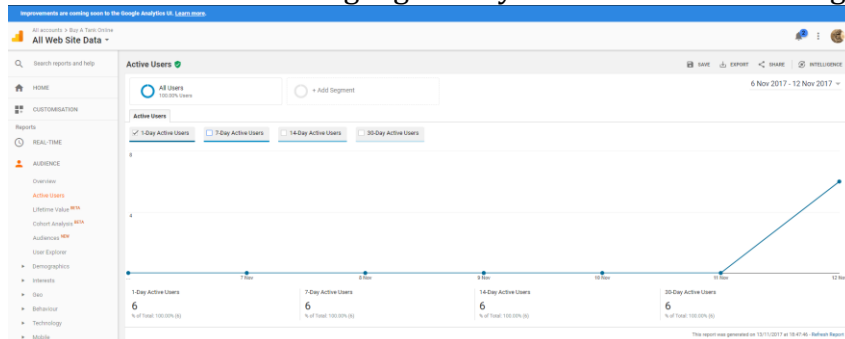 Improvements are coming soon to the Google Analytics UI. Learn more.
All accounts > Buy A Tent Online
All Web Site Data
Search reports and help
HOME
CUSTOMISATION
Reports
REAL-TIME
AUDIENCE
Overview
Active Users
Lifetime Value BETA
Cohort Analysis BETA
Audiences NEW
User Explorer
Demographics
Interests
Geo
Behaviour
Technology
Mobile
Active Users
SAVE EXPORT SHARE INTELLIGENCE
All Users
100.00% Users
+ Add Segment
6 Nov 2017 - 12 Nov 2017
Active Users
1-Day Active Users 7-Day Active Users 14-Day Active Users 30-Day Active Users
4
7 Nov 8 Nov 9 Nov 10 Nov 11 Nov
1-Day Active Users
6
% of Total: 100.00% (6)
7-Day Active Users
6
% of Total: 100.00% (6)
14-Day Active Users
6
% of Total: 100.00% (6)
30-Day Active Users
6
% of Total: 100.00% (6)
This report was generated on 13/11/2017 at 15:47:46 - Refresh Report